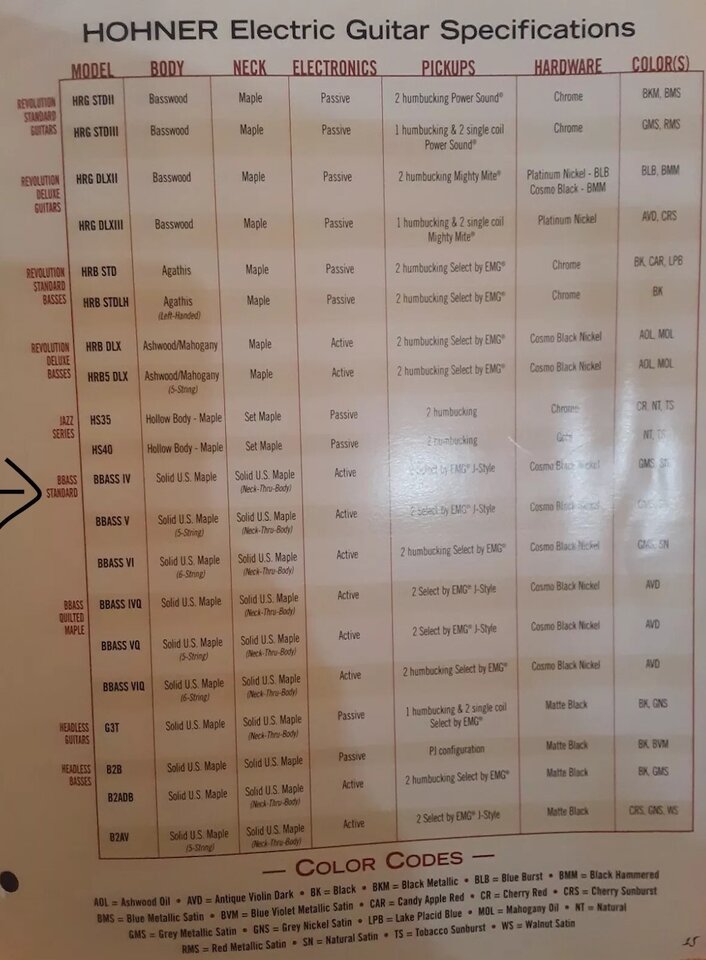 HOHNER Electric Guitar Specifications
MODEL BODY NECK ELECTRONICS PICKUPS HARDWARE COLOR(S)
REVOLUTION STANDARD GUITARS
HRG STDII Basswood Maple Passive 2 humbucking Power Sound® Chrome BKM, BMS
HRG STDIII Basswood Maple Passive 1 humbucking & 2 single coil Power Sound® Chrome GMS, RMS
REVOLUTION DELUXE GUITARS
HRG DLXII Basswood Maple Passive 2 humbucking Mighty Mite® Platinum Nickel - BLB Cosmo Black - BMM BLB, BMM
HRG DLXIII Basswood Maple Passive 1 humbucking & 2 single coil Mighty Mite® Platinum Nickel AVD, CRS
REVOLUTION STANDARD BASSES
HRB STD Agathis Maple Passive 2 humbucking Select by EMG® Chrome BK, CAR, LPB
HRB STDLH Agathis (Left-Handed) Maple Passive 2 humbucking Select by EMG® Chrome BK
REVOLUTION DELUXE BASSES
HRB DLX Ashwood/Mahogany Maple Active 2 humbucking Select by EMG® Cosmo Black Nickel AOL, MOL
HRB5 DLX Ashwood/Mahogany (5-String) Maple Active 2 humbucking Select by EMG® Cosmo Black Nickel AOL, MOL
JAZZ SERIES
HS35 Hollow Body - Maple Set Maple Passive 2 humbucking Chrome CR, NT, TS
HS40 Hollow Body - Maple Set Maple Passive 2 humbucking NT, TS
BBASS STANDARD
BBASS IV Solid U.S. Maple Solid U.S. Maple (Neck-Thru-Body) Active 2 Select by EMG® J-Style Cosmo Black Nickel GMS, SN
BBASS V Solid U.S. Maple (5-String) Solid U.S. Maple (Neck-Thru-Body) Active 2 Select by EMG® J-Style Cosmo Black Nickel
BBASS VI Solid U.S. Maple (6-String) Solid U.S. Maple (Neck-Thru-Body) Active 2 humbucking Select by EMG® Cosmo Black Nickel GMS, SN
BBASS QUILTED MAPLE
BBASS IVQ Solid U.S. Maple Solid U.S. Maple (Neck-Thru-Body) Active 2 Select by EMG® J-Style Cosmo Black Nickel AVD
BBASS VQ Solid U.S. Maple (5-String) Solid U.S. Maple (Neck-Thru-Body) Active 2 Select by EMG® J-Style Cosmo Black Nickel AVD
BBASS VIQ Solid U.S. Maple (6-String) Solid U.S. Maple (Neck-Thru-Body) Active 2 humbucking Select by EMG® Cosmo Black Nickel AVD
HEADLESS GUITARS
G3T Solid U.S. Maple Solid U.S. Maple (Neck-Thru-Body) Passive 1 humbucking & 2 single coil Select by EMG® Matte Black BK, GNS
HEADLESS BASSES
B2B Solid U.S. Maple Solid U.S. Maple Passive PJ configuration Matte Black BK, BVM
B2ADB Solid U.S. Maple Solid U.S. Maple (Neck-Thru-Body) Active 2 humbucking Select by EMG® Matte Black BK, GMS
B2AV Solid U.S. Maple (5-String) Solid U.S. Maple (Neck-Thru-Body) Active 2 Select by EMG® J-Style Matte Black CRS, GNS, WS
— COLOR CODES —
AOL = Ashwood Oil • AVD = Antique Violin Dark • BK = Black • BKM = Black Metallic • BLB = Blue Burst • BMM = Black Hammered
BMS = Blue Metallic Satin • BVM = Blue Violet Metallic Satin • CAR = Candy Apple Red • CR = Cherry Red • CRS = Cherry Sunburst
GMS = Grey Metallic Satin • GNS = Grey Nickel Satin • LPB = Lake Placid Blue • MOL = Mahogany Oil • NT = Natural
RMS = Red Metallic Satin • SN = Natural Satin • TS = Tobacco Sunburst • WS = Walnut Satin